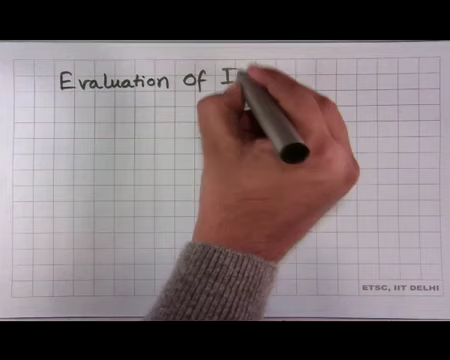 Evaluation of I
ETSC, IIT DELHI